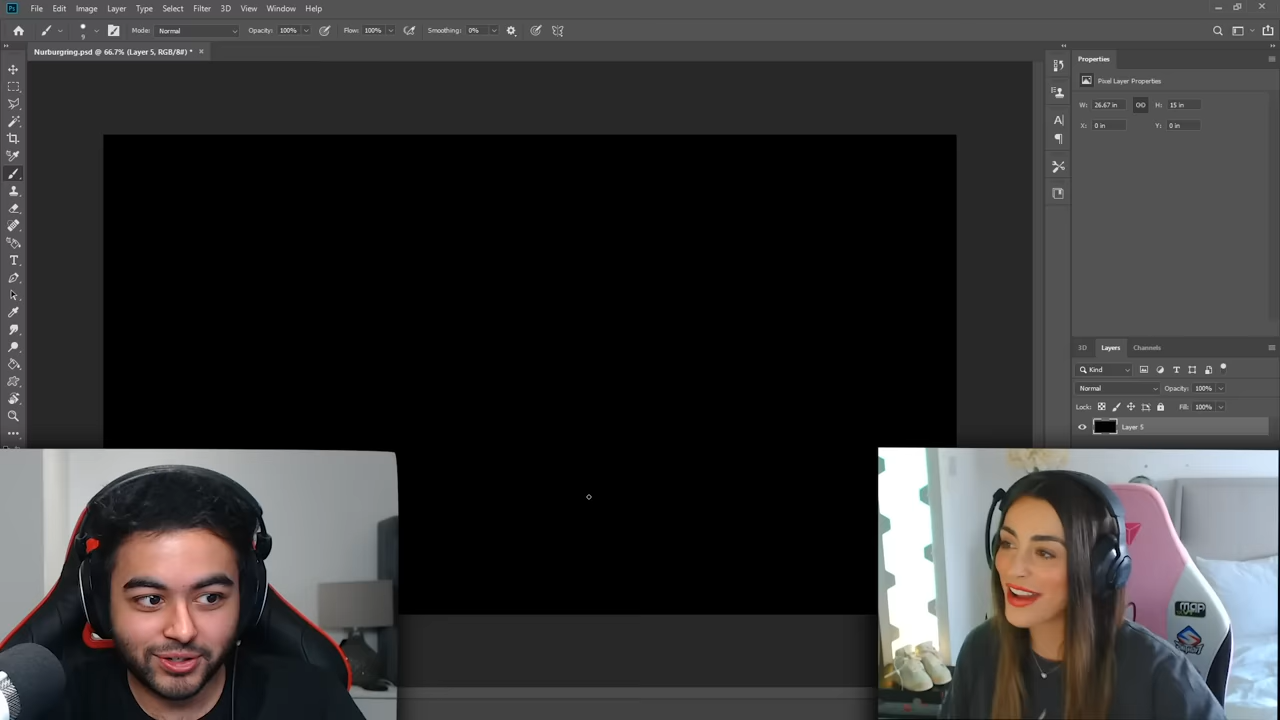 Ps File Edit Image Layer Type Select Filter 3D View Window Help
Mode: Normal Opacity: 100% Flow: 100% Smoothing: 0%
Nurburgring.psd @ 66.7% (Layer 5, RGB/8#) *
Properties
Pixel Layer Properties
W: 26.67 in H: 15 in
X: 0 in Y: 0 in
3D Layers Channels
Kind
Normal Opacity: 100%
Lock: Fill: 100%
Layer 5